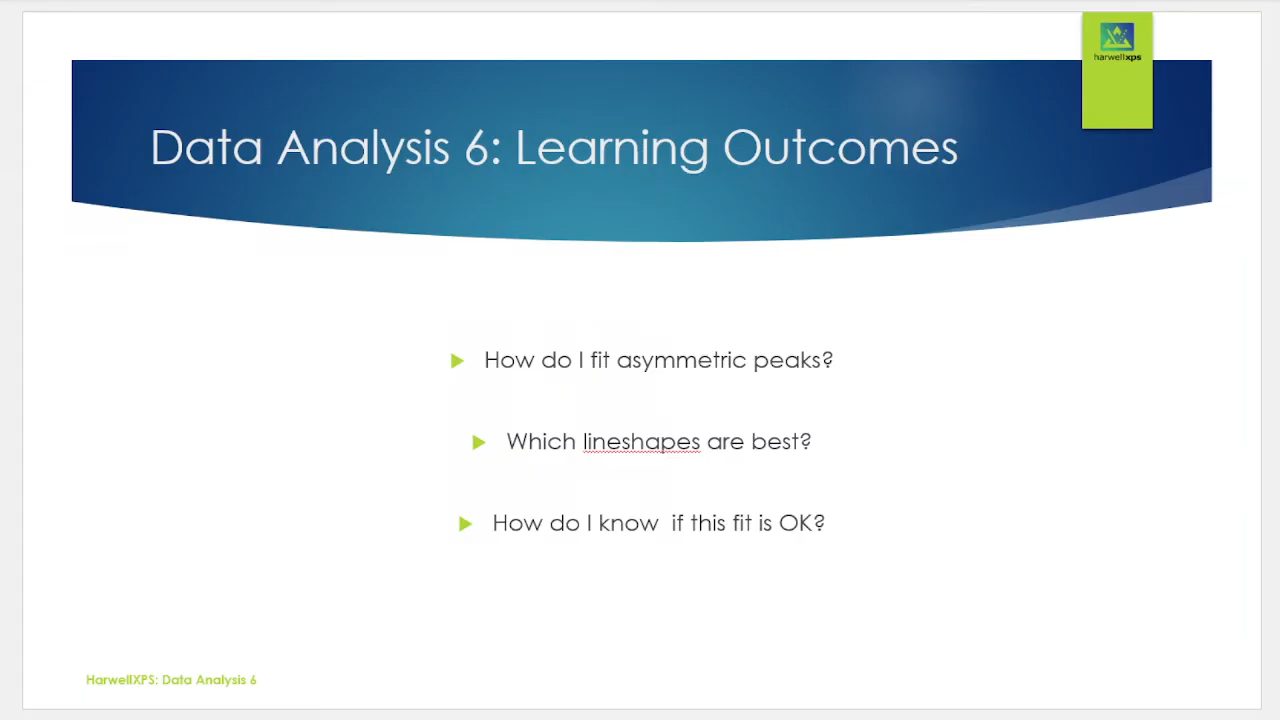 harwellxps
Data Analysis 6: Learning Outcomes
How do I fit asymmetric peaks?
Which lineshapes are best?
How do I know  if this fit is OK?
HarwellXPS: Data Analysis 6